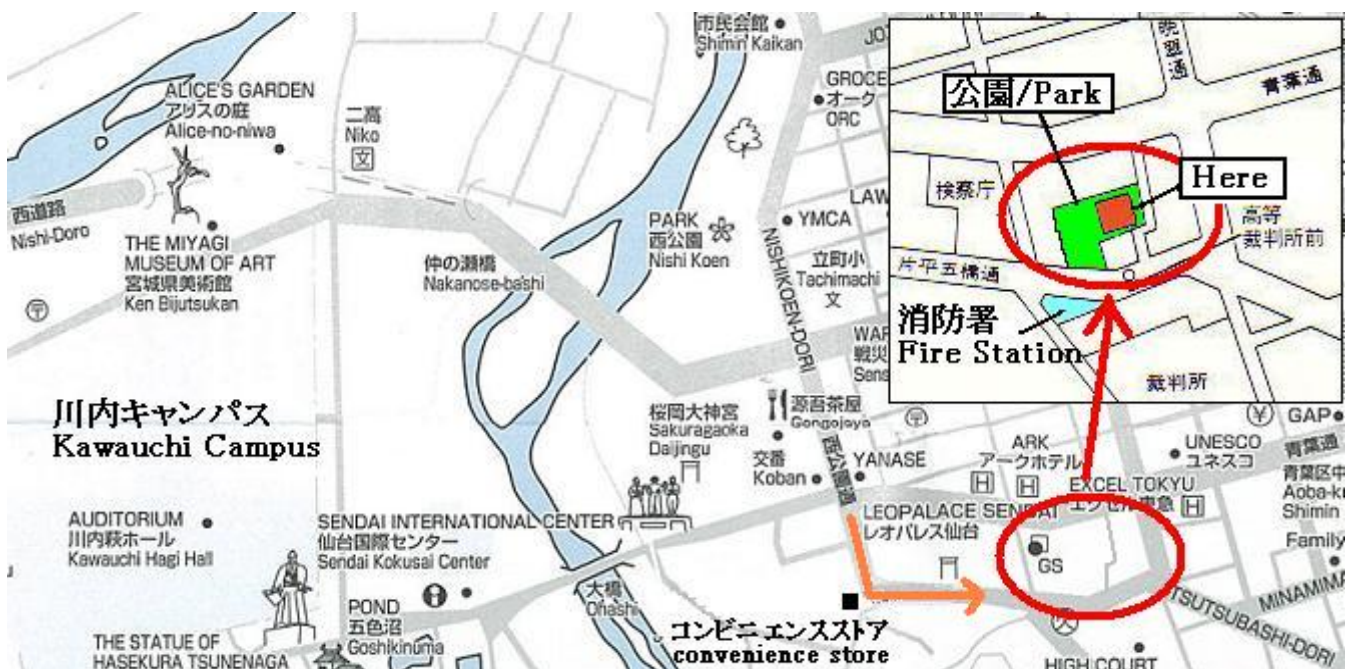 市民会館
Shimin Kaikan
ALICE'S GARDEN
アリスの庭
Alice-no-niwa
二高
Niko
文
GROCE
オーク
ORC
西道路
Nishi-Doro
THE MIYAGI
MUSEUM OF ART
宮城県美術館
Ken Bijutsukan
〒
仲の瀬橋
Nakanose-bashi
PARK
西公園
Nishi Koen
YMCA
LAW
立町小
Tachimachi
文
NISHIKOEN-DORI
西公園通
WAR
戦災
Sens
川内キャンパス
Kawauchi Campus
桜岡大神宮
Sakuragaoka
Daijingu
源吾茶屋
Gengojaya
〒
交番
Koban
YANASE
ARK
アークホテル
H
H
UNESCO
ユネスコ
¥
GAP
青葉通
青葉区中
Aoba-k
Shimin
Family
EXCEL TOKYU
エクセル東急
H
LEOPALACE SENDAI
レオパレス仙台
GS
AUDITORIUM
川内萩ホール
Kawauchi Hagi Hall
SENDAI INTERNATIONAL CENTER
仙台国際センター
Sendai Kokusai Center
大橋
Ohashi
POND
五色沼
Goshikinuma
THE STATUE OF
HASEKURA TSUNENAGA
コンビニエンスストア
convenience store
HIGH COURT
TSUTSUBASHI-DORI
MINAMIMA
公園/Park
Here
晩翠通
青葉通
検察庁
高等
裁判所前
片平五橋通
消防署
Fire Station
裁判所